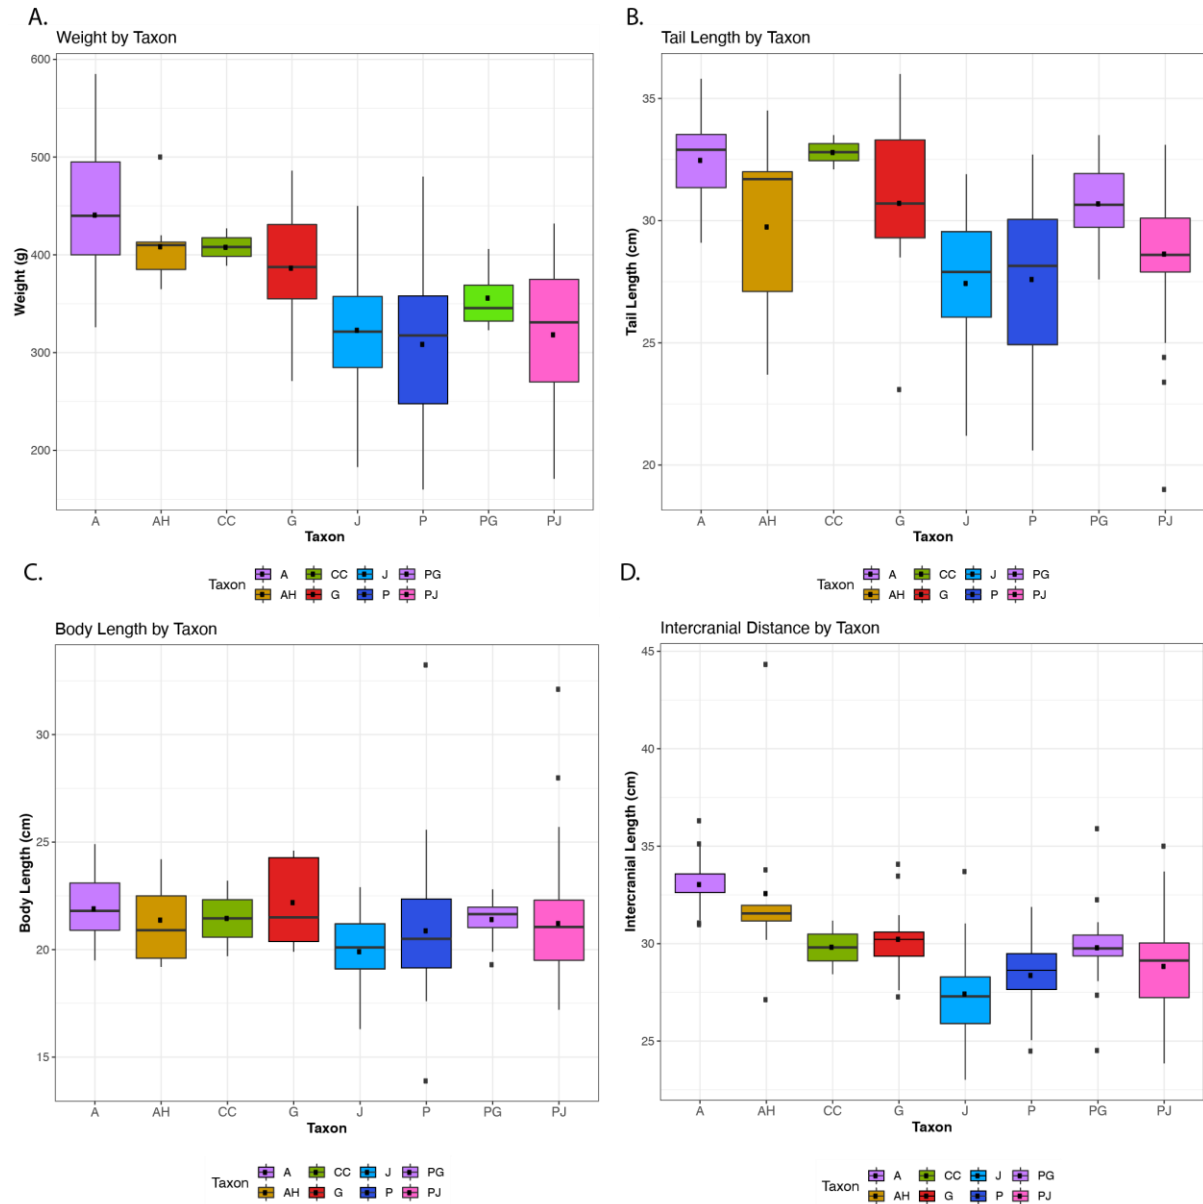 A.
Weight by Taxon
600
500
400
300
200
Weight (g)
A AH CC G J P PG PJ
Taxon
Taxon A CC J PG
AH G P PJ
B.
Tail Length by Taxon
35
30
25
20
Tail Length (cm)
A AH CC G J P PG PJ
Taxon
Taxon A CC J PG
AH G P PJ
C.
Body Length by Taxon
30
25
20
15
Body Length (cm)
A AH CC G J P PG PJ
Taxon
Taxon A CC J PG
AH G P PJ
D.
Intercranial Distance by Taxon
45
40
35
30
25
Intercranial Length (cm)
A AH CC G J P PG PJ
Taxon
Taxon A CC J PG
AH G P PJ